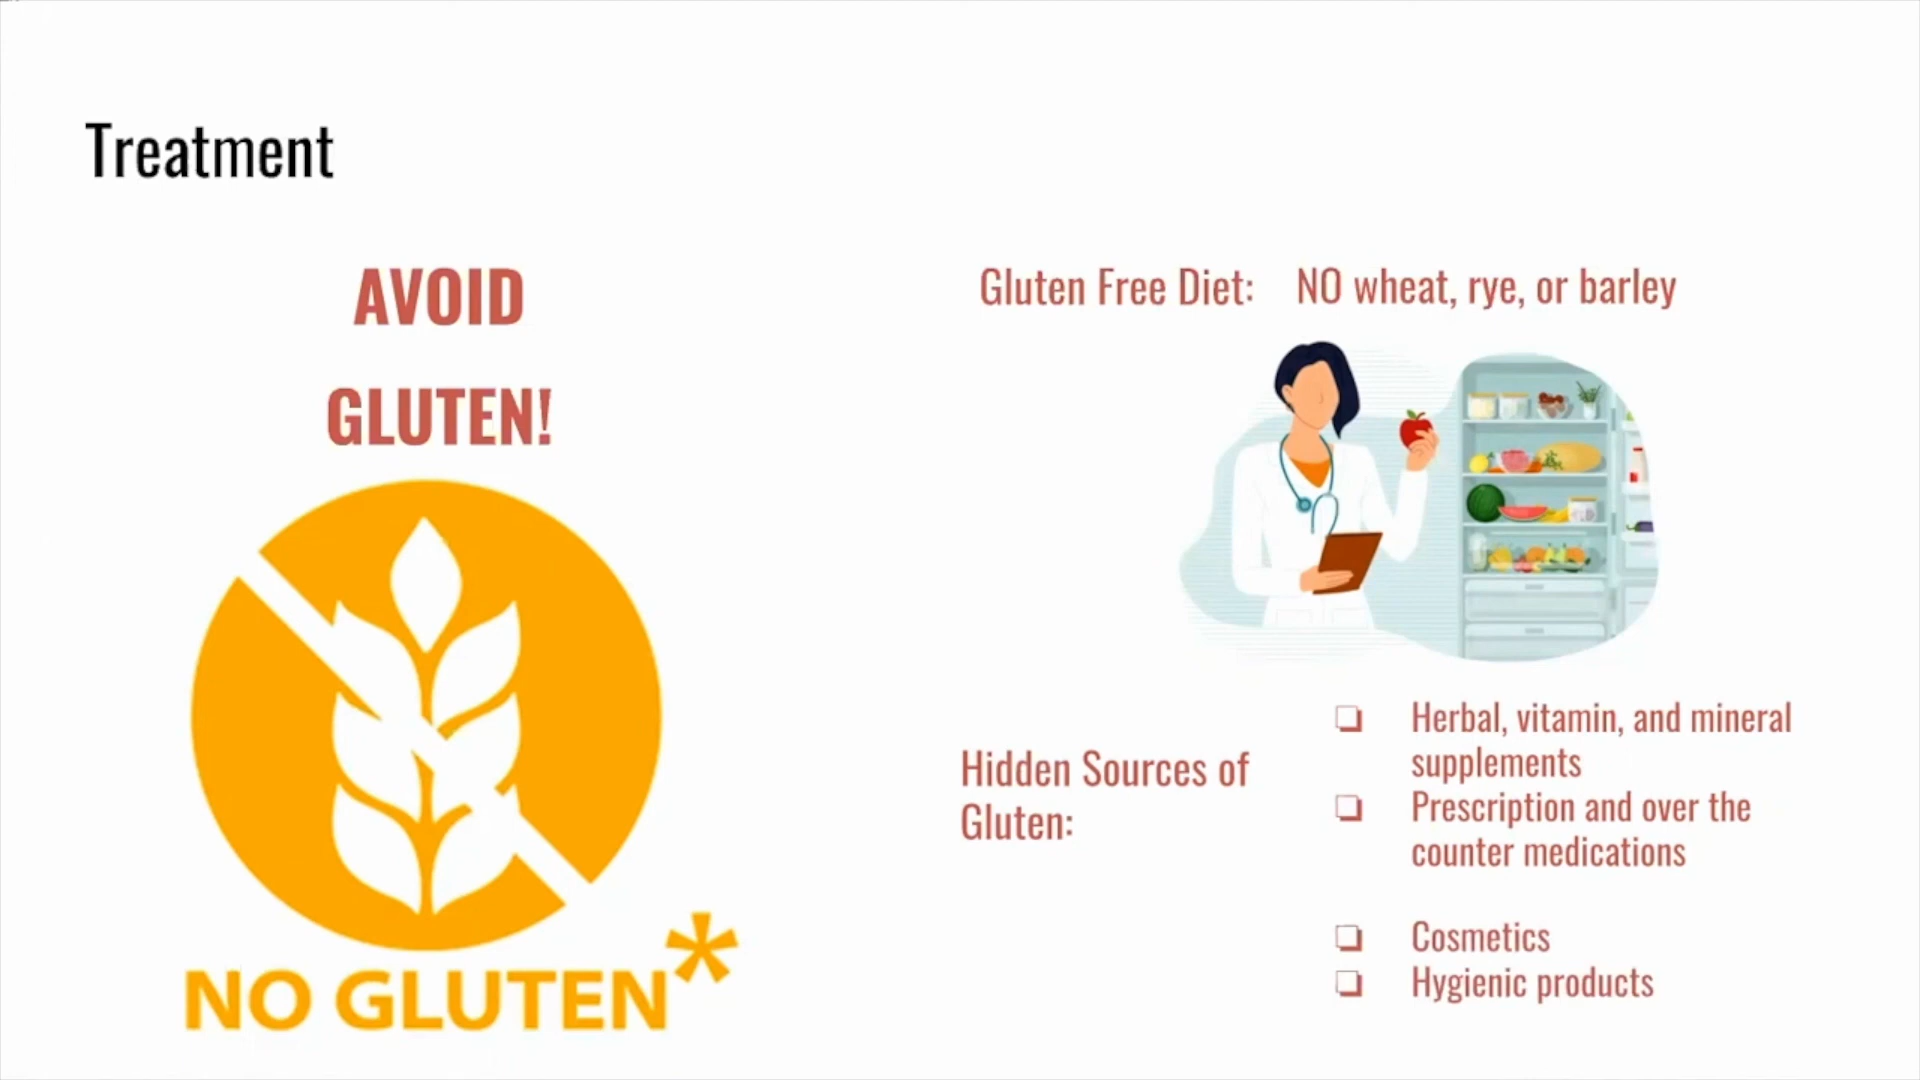 Treatment
AVOID
GLUTEN!
NO GLUTEN*
Gluten Free Diet: NO wheat, rye, or barley
Hidden Sources of
Gluten:
Herbal, vitamin, and mineral
supplements
Prescription and over the
counter medications
Cosmetics
Hygienic products